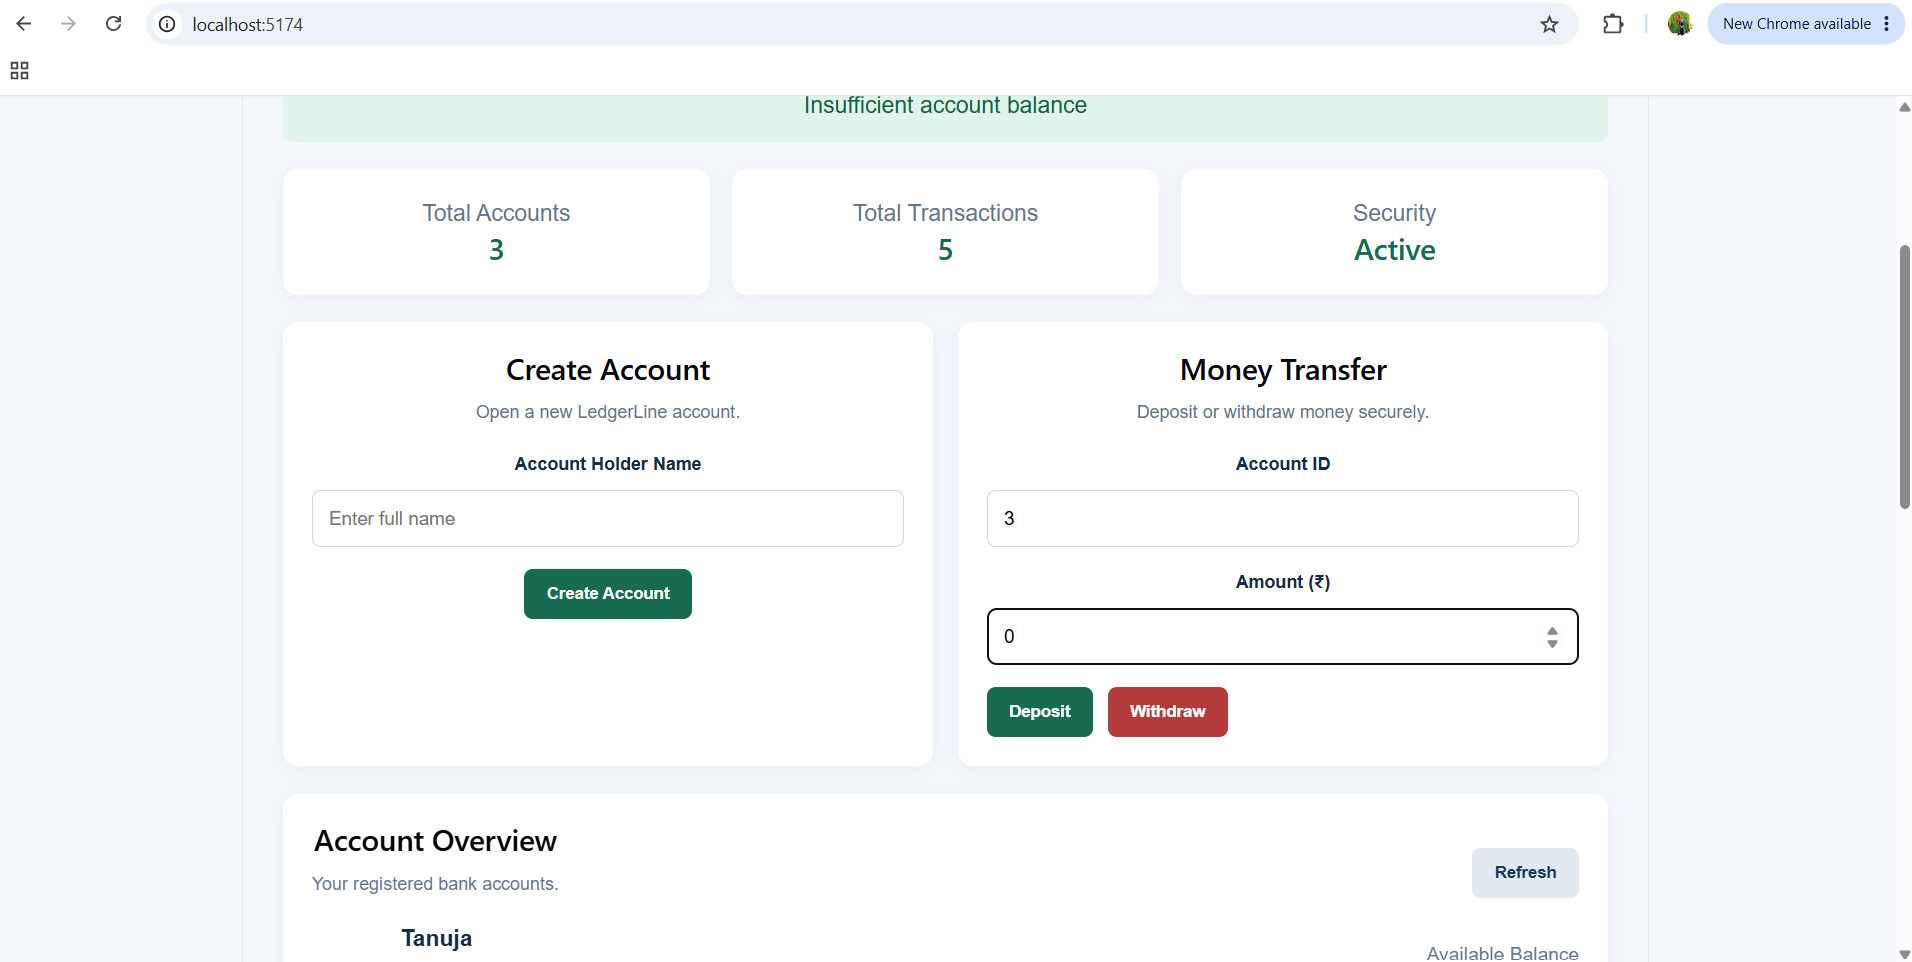 localhost:5174
New Chrome available
Insufficient account balance
Total Accounts
3
Total Transactions
5
Security
Active
Create Account
Open a new LedgerLine account.
Account Holder Name
Enter full name
Create Account
Money Transfer
Deposit or withdraw money securely.
Account ID
3
Amount (₹)
0
Deposit
Withdraw
Account Overview
Your registered bank accounts.
Refresh
Tanuja
Available Balance